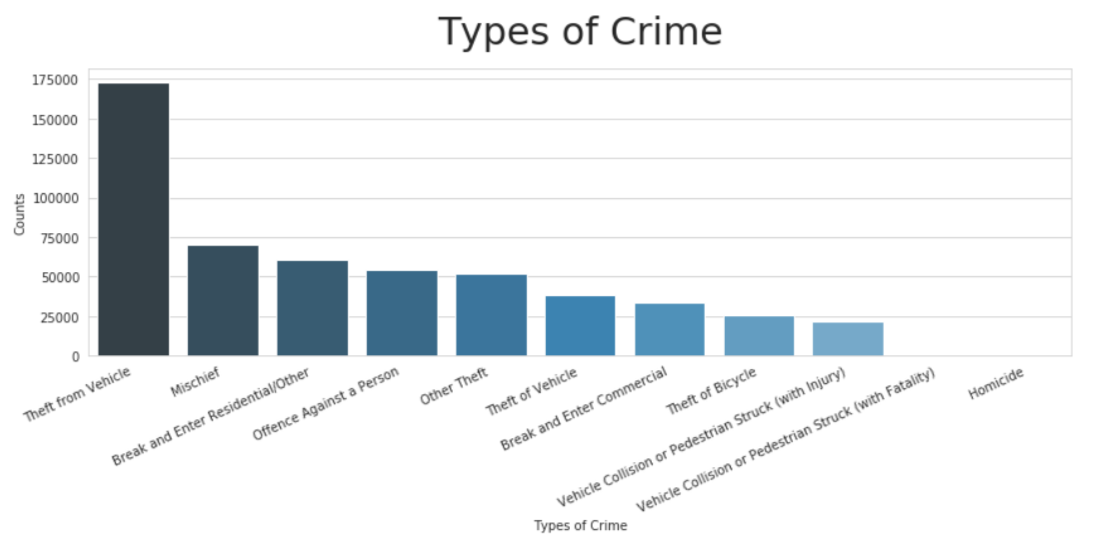 Types of Crime
175000
150000
125000
100000
75000
50000
25000
0
Counts
Theft from Vehicle
Mischief
Break and Enter Residential/Other
Offence Against a Person
Other Theft
Theft of Vehicle
Break and Enter Commercial
Theft of Bicycle
Vehicle Collision or Pedestrian Struck (with Injury)
Vehicle Collision or Pedestrian Struck (with Fatality)
Homicide
Types of Crime